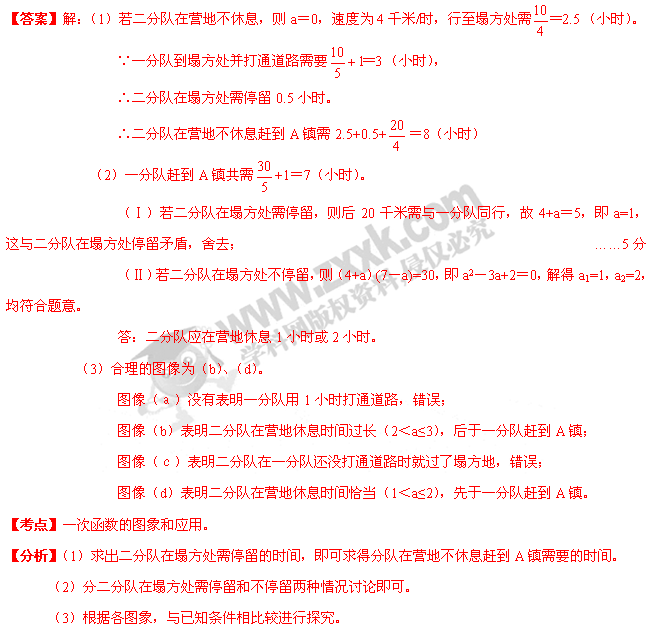 【答案】解：（1）若二分队在营地不休息，则 a＝0，速度为 4 千米/时，行至塌方处需10/4＝2.5（小时）。
∵一分队到塌方处并打通道路需要10/5＋1＝3（小时），
∴二分队在塌方处需停留 0.5 小时。
∴二分队在营地不休息赶到 A 镇需 2.5+0.5+20/4＝8（小时）
（2）一分队赶到 A 镇共需30/5+1＝7（小时）。
（Ⅰ）若二分队在塌方处需停留，则后 20 千米需与一分队同行，故 4+a＝5，即 a=1，
这与二分队在塌方处停留矛盾，舍去； ……5 分
（Ⅱ）若二分队在塌方处不停留，则（4+a）(7－a)=30，即 a²－3a+2＝0，解得 a₁=1，a₂=2，
均符合题意。
答：二分队应在营地休息 1 小时或 2 小时。
（3）合理的图像为（b）、（d）。
图像（a）没有表明一分队用 1 小时打通道路，错误；
图像（b）表明二分队在营地休息时间过长（2＜a≤3），后于一分队赶到 A 镇；
图像（c）表明二分队在一分队还没打通道路时就过了塌方地，错误；
图像（d）表明二分队在营地休息时间恰当（1＜a≤2），先于一分队赶到 A 镇。
【考点】一次函数的图象和应用。
【分析】（1）求出二分队在塌方处需停留的时间，即可求得分队在营地不休息赶到 A 镇需要的时间。
（2）分二分队在塌方处需停留和不停留两种情况讨论即可。
（3）根据各图象，与已知条件相比较进行探究。
www.zxxk.com
学科网版权资料侵仅必究